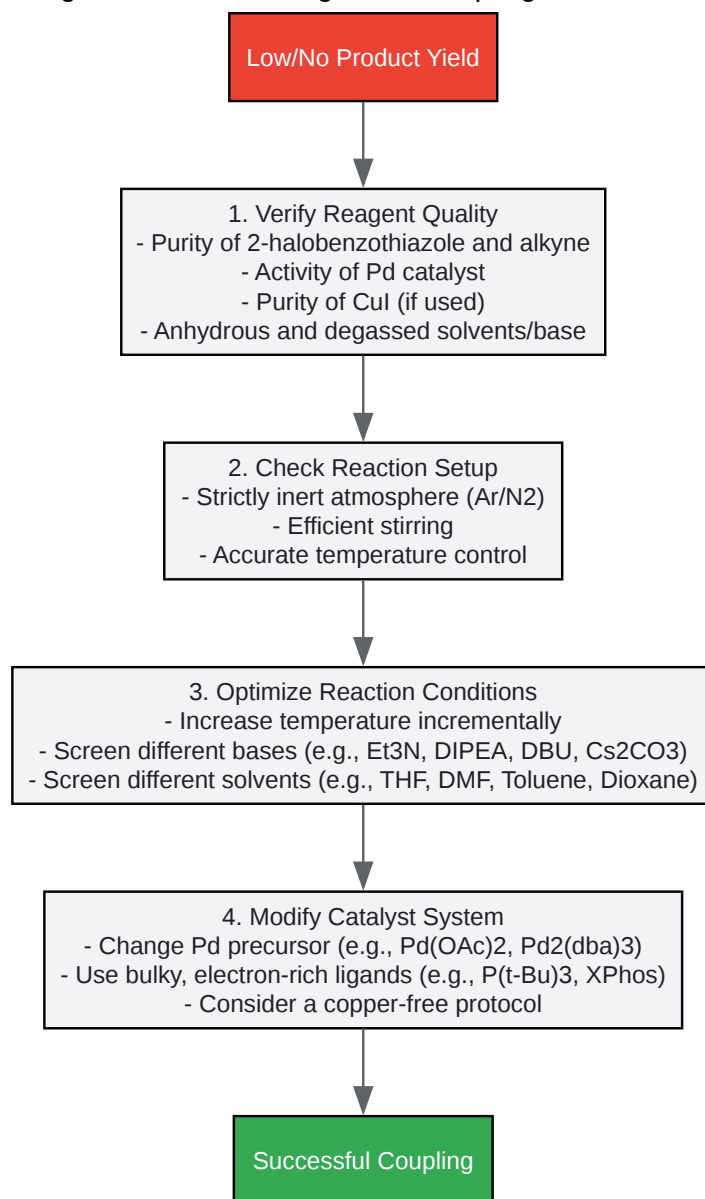 Low/No Product Yield
1. Verify Reagent Quality
- Purity of 2-halobenzothiazole and alkyne
- Activity of Pd catalyst
- Purity of CuI (if used)
- Anhydrous and degassed solvents/base
2. Check Reaction Setup
- Strictly inert atmosphere (Ar/N2)
- Efficient stirring
- Accurate temperature control
3. Optimize Reaction Conditions
- Increase temperature incrementally
- Screen different bases (e.g., Et3N, DIPEA, DBU, Cs2CO3)
- Screen different solvents (e.g., THF, DMF, Toluene, Dioxane)
4. Modify Catalyst System
- Change Pd precursor (e.g., Pd(OAc)2, Pd2(dba)3)
- Use bulky, electron-rich ligands (e.g., P(t-Bu)3, XPhos)
- Consider a copper-free protocol
Successful Coupling